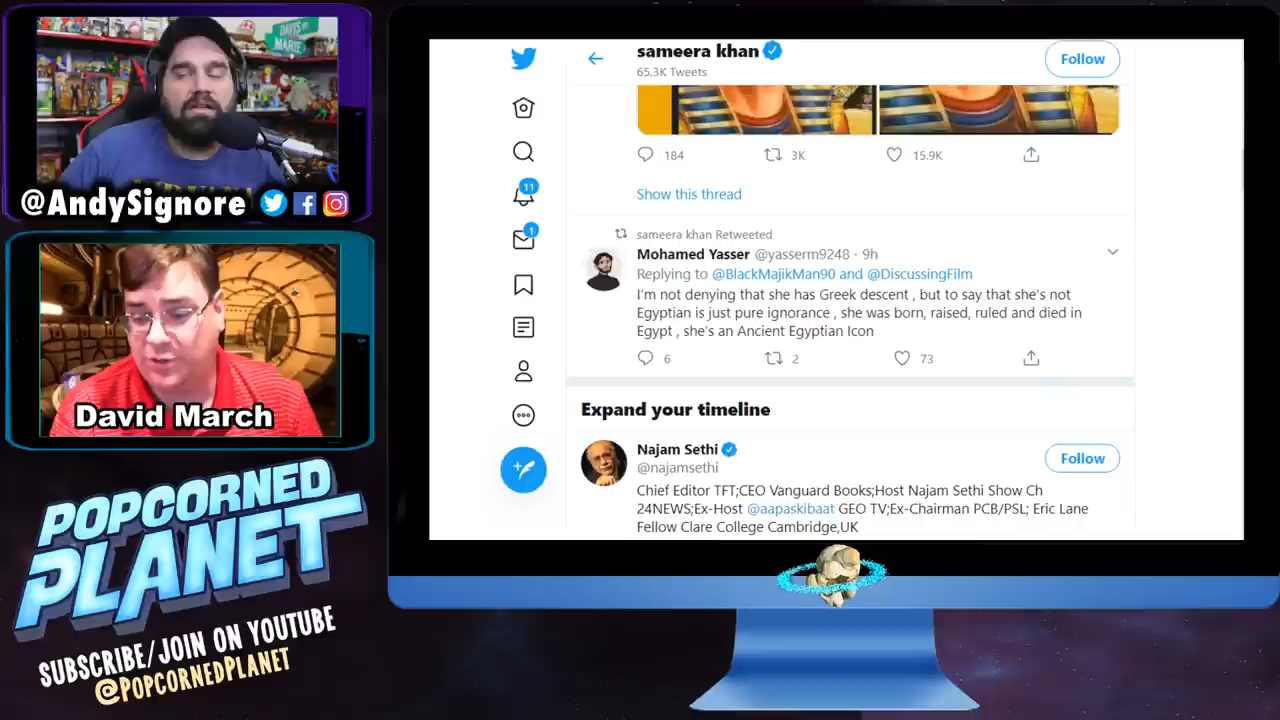 @AndySignore
David March
POPCORNED
PLANET
SUBSCRIBE/JOIN ON YOUTUBE
@POPCORNEDPLANET
DAVIS
MARIE
sameera khan
65.3K Tweets
Follow
184
3K
15.9K
Show this thread
sameera khan Retweeted
Mohamed Yasser @yasserm9248 · 9h
Replying to @BlackMajikMan90 and @DiscussingFilm
I'm not denying that she has Greek descent , but to say that she's not
Egyptian is just pure ignorance , she was born, raised, ruled and died in
Egypt , she's an Ancient Egyptian Icon
6
2
73
Expand your timeline
Najam Sethi
@najamsethi
Follow
Chief Editor TFT;CEO Vanguard Books;Host Najam Sethi Show Ch
24NEWS;Ex-Host @aapaskibaat GEO TV;Ex-Chairman PCB/PSL; Eric Lane
Fellow Clare College Cambridge,UK
11
1